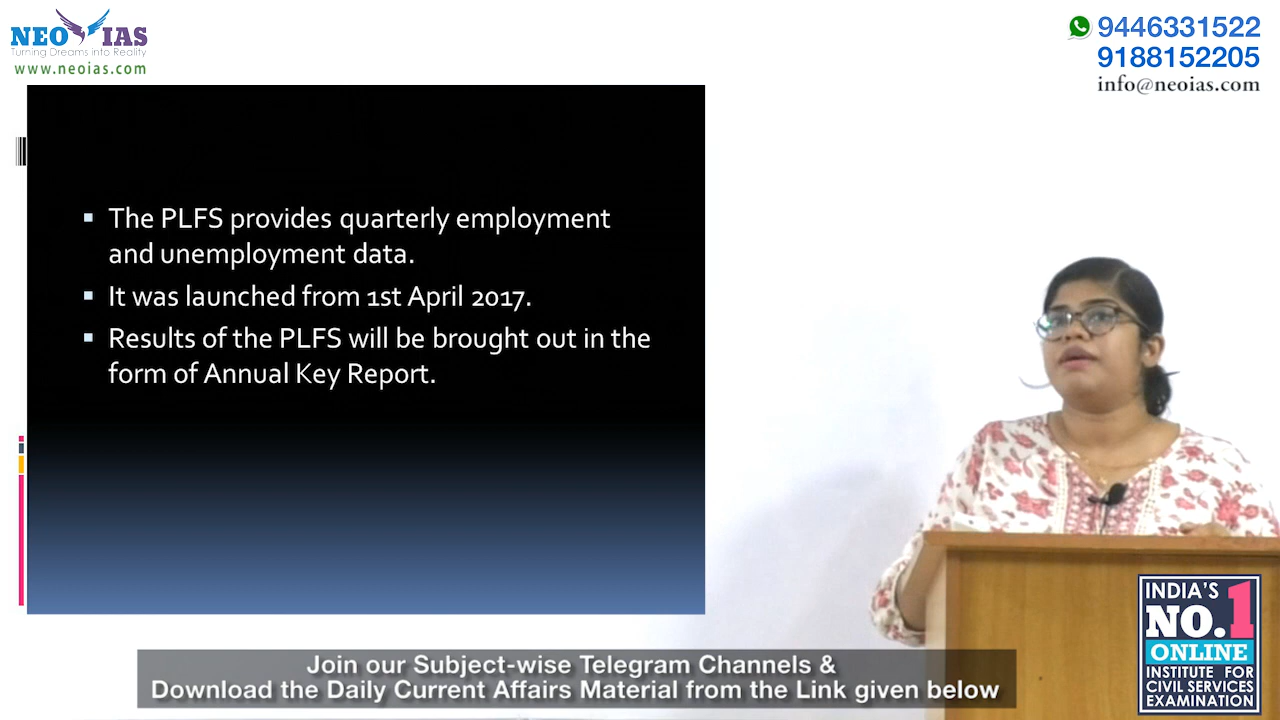 NEO IAS
Turning Dreams into Reality
www.neoias.com
9446331522
9188152205
info@neoias.com
▪ The PLFS provides quarterly employment
and unemployment data.
▪ It was launched from 1st April 2017.
▪ Results of the PLFS will be brought out in the
form of Annual Key Report.
INDIA'S
NO.1
ONLINE
INSTITUTE FOR
CIVIL SERVICES
EXAMINATION
Join our Subject-wise Telegram Channels &
Download the Daily Current Affairs Material from the Link given below